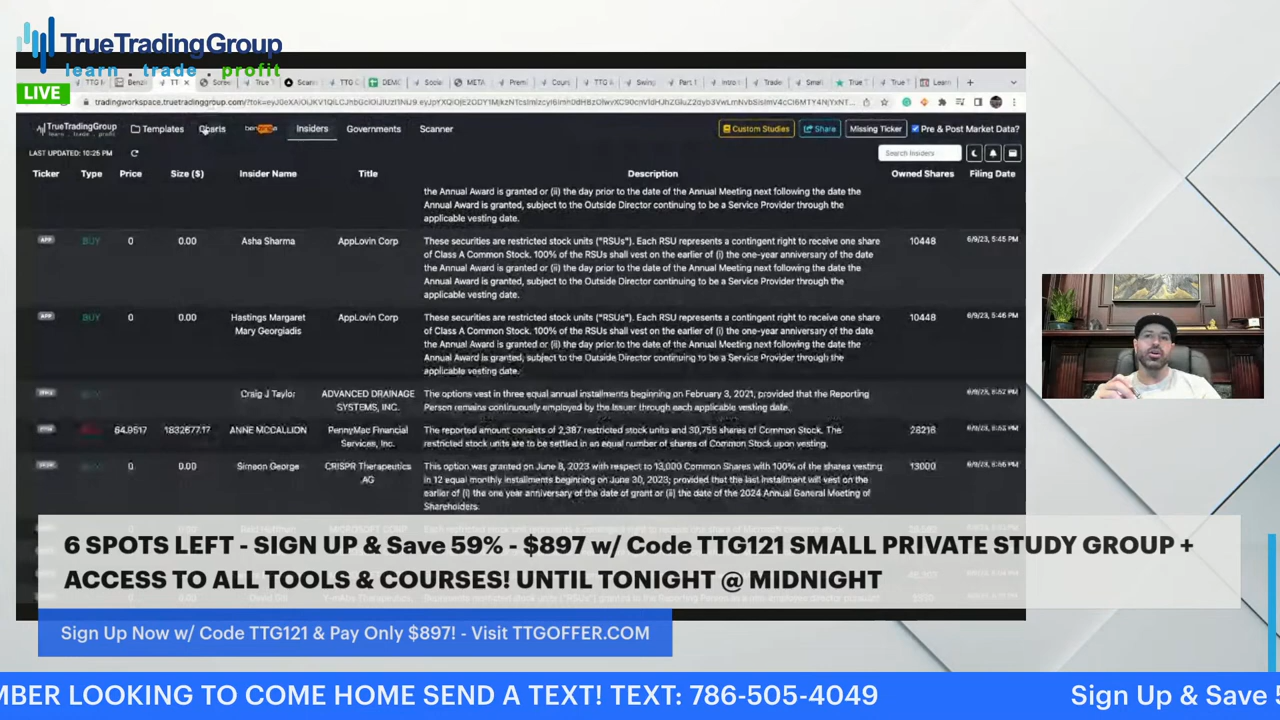 TrueTradingGroup
learn . trade . profit
LIVE
tradingworkspace.truetradinggroup.com/
TrueTradingGroup
learn . trade . profit
Templates
Charts
benzinga
Insiders
Governments
Scanner
Custom Studies
Share
Missing Ticker
Pre & Post Market Data?
LAST UPDATED: 10:25 PM
Search Insiders
Ticker Type Price Size ($) Insider Name Title Description Owned Shares Filing Date
the Annual Award is granted or (ii) the day prior to the date of the Annual Meeting next following the date the
Annual Award is granted, subject to the Outside Director continuing to be a Service Provider through the
applicable vesting date.
APP BUY 0 0.00 Asha Sharma AppLovin Corp These securities are restricted stock units ("RSUs"). Each RSU represents a contingent right to receive one share 10448 6/9/23, 5:45 PM
of Class A Common Stock. 100% of the RSUs shall vest on the earlier of (i) the one-year anniversary of the date
the Annual Award is granted or (ii) the day prior to the date of the Annual Meeting next following the date the
Annual Award is granted, subject to the Outside Director continuing to be a Service Provider through the
applicable vesting date.
APP BUY 0 0.00 Hastings Margaret AppLovin Corp These securities are restricted stock units ("RSUs"). Each RSU represents a contingent right to receive one share 10448 6/9/23, 5:46 PM
Mary Georgiadis of Class A Common Stock. 100% of the RSUs shall vest on the earlier of (i) the one-year anniversary of the date
the Annual Award is granted or (ii) the day prior to the date of the Annual Meeting next following the date the
Annual Award is granted, subject to the Outside Director continuing to be a Service Provider through the
applicable vesting date.
Craig J Taylor ADVANCED DRAINAGE The options vest in three equal annual installments beginning on February 3, 2021, provided that the Reporting
SYSTEMS, INC. Person remains continuously employed by the Issuer through each applicable vesting date.
64.9517 1832677.17 ANNE MCCALLION PennyMac Financial The reported amount consists of 2,387 restricted stock units and 30,755 shares of Common Stock. The 28216
Services, Inc. restricted stock units are to be settled in an equal number of shares of Common Stock upon vesting.
0 0.00 Simeon George CRISPR Therapeutics This option was granted on June 8, 2023 with respect to 13,000 Common Shares with 100% of the shares vesting 13000
AG in 12 equal monthly installments beginning on June 30, 2023; provided that the last installment will vest on the
earlier of (i) the one year anniversary of the date of grant or (ii) the date of the 2024 Annual General Meeting of
Shareholders.
6 SPOTS LEFT - SIGN UP & Save 59% - $897 w/ Code TTG121 SMALL PRIVATE STUDY GROUP +
ACCESS TO ALL TOOLS & COURSES! UNTIL TONIGHT @ MIDNIGHT
Sign Up Now w/ Code TTG121 & Pay Only $897! - Visit TTGOFFER.COM
MBER LOOKING TO COME HOME SEND A TEXT! TEXT: 786-505-4049 Sign Up & Save 5